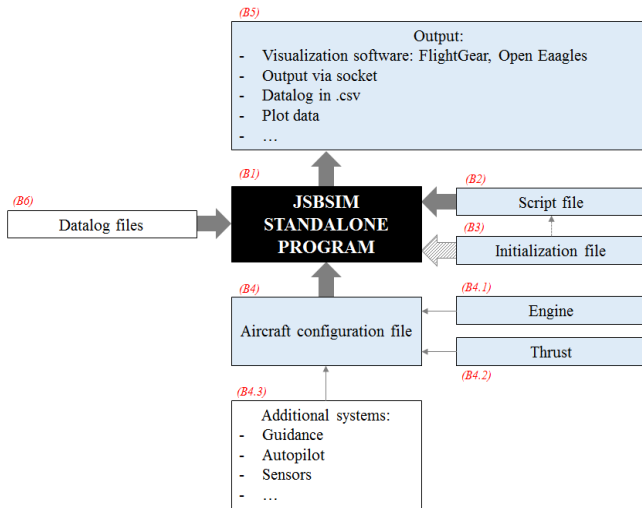 (B5)
Output:
- Visualization software: FlightGear, Open Eaagles
- Output via socket
- Datalog in .csv
- Plot data
- …
(B1)
JSBSIM
STANDALONE
PROGRAM
(B6)
Datalog files
(B2)
Script file
(B3)
Initialization file
(B4)
Aircraft configuration file
(B4.1)
Engine
Thrust
(B4.2)
(B4.3)
Additional systems:
- Guidance
- Autopilot
- Sensors
- …